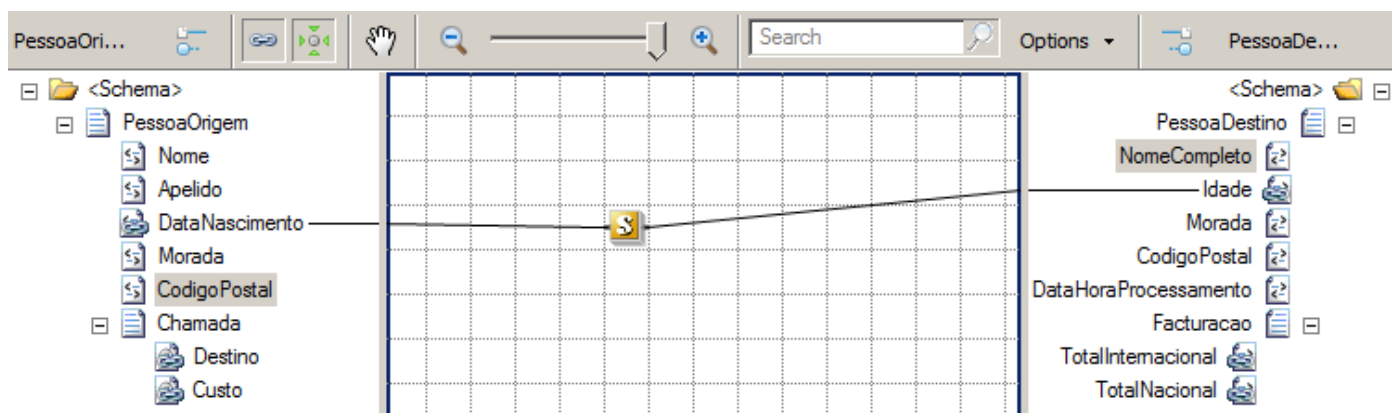 PessoaOri... Search Options PessoaDe...
<Schema> <Schema>
PessoaOrigem PessoaDestino
Nome NomeCompleto
Apelido Idade
DataNascimento Morada
Morada CodigoPostal
CodigoPostal DataHoraProcessamento
Chamada Facturacao
Destino TotalInternacional
Custo TotalNacional